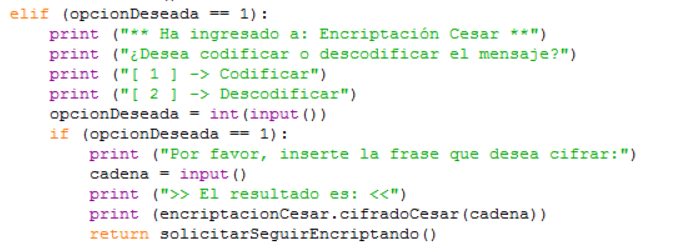 elif (opcionDeseada == 1):
    print ("** Ha ingresado a: Encriptación Cesar **")
    print ("¿Desea codificar o descodificar el mensaje?")
    print ("[ 1 ] -> Codificar")
    print ("[ 2 ] -> Descodificar")
    opcionDeseada = int(input())
    if (opcionDeseada == 1):
        print ("Por favor, inserte la frase que desea cifrar:")
        cadena = input()
        print (">> El resultado es: <<")
        print (encriptacionCesar.cifradoCesar(cadena))
        return solicitarSeguirEncriptando()